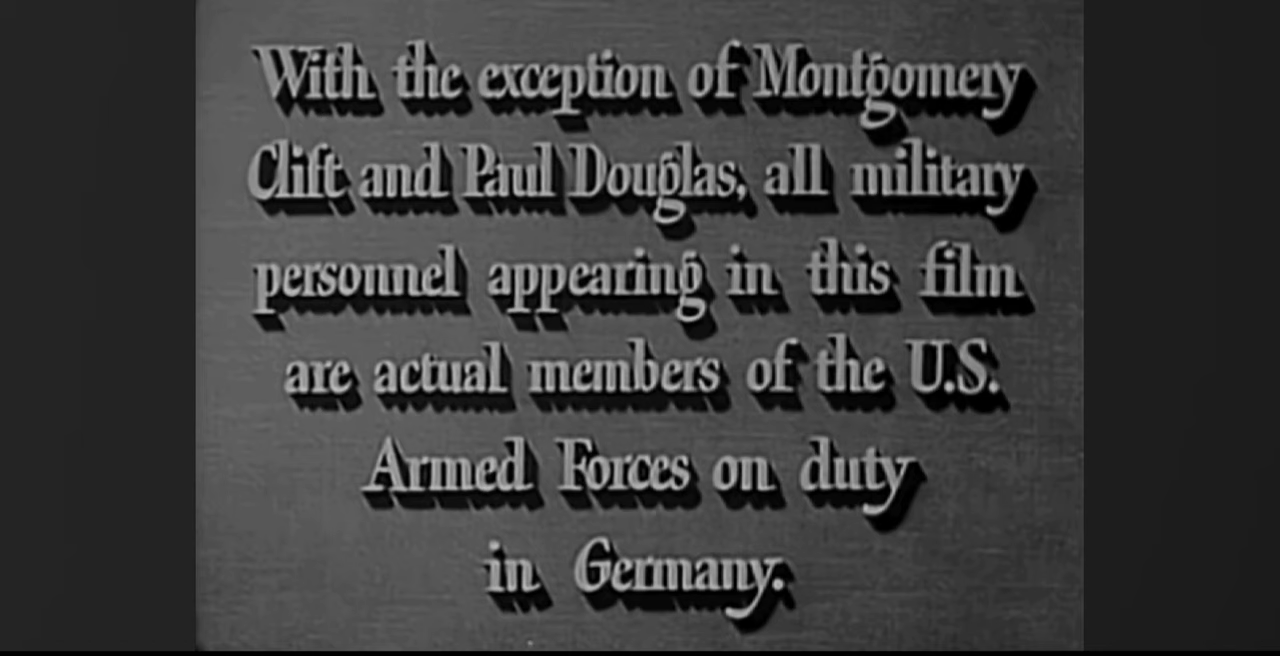 With the exception of Montgomery
Clift and Paul Douglas, all military
personnel appearing in this film
are actual members of the U.S.
Armed Forces on duty
in Germany.